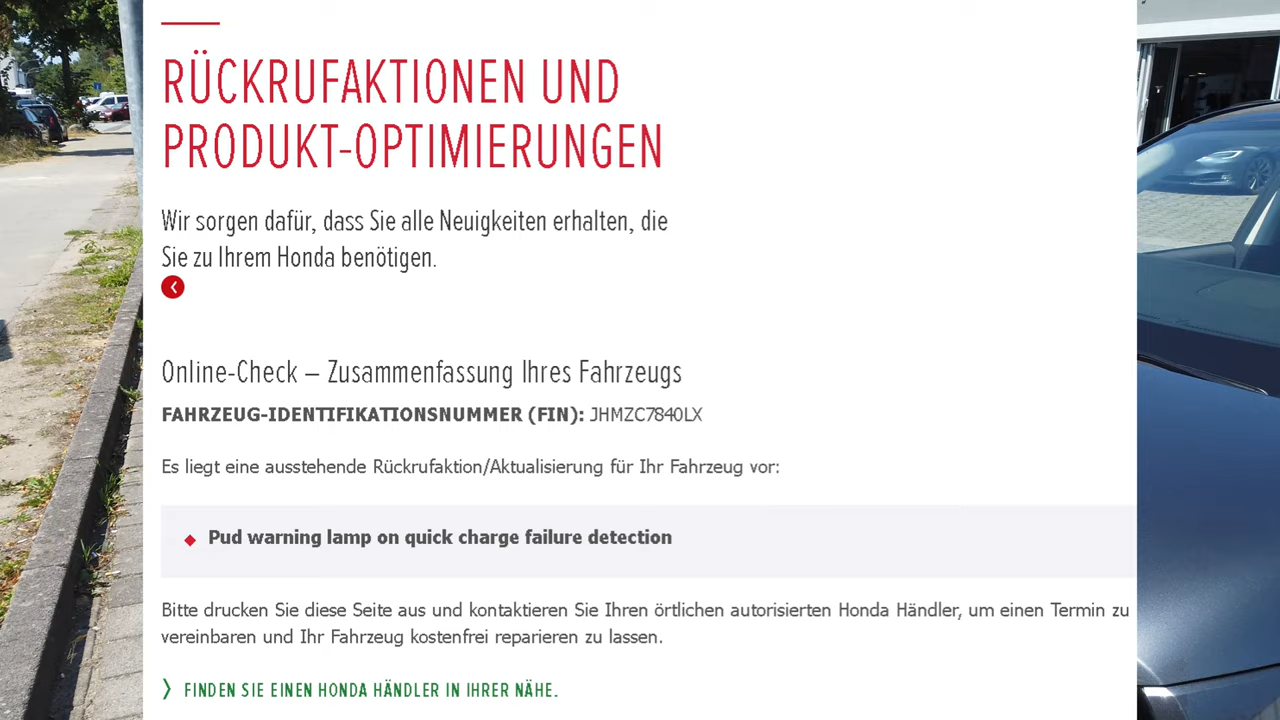 RÜCKRUFAKTIONEN UND
PRODUKT-OPTIMIERUNGEN
Wir sorgen dafür, dass Sie alle Neuigkeiten erhalten, die
Sie zu Ihrem Honda benötigen.
Online-Check – Zusammenfassung Ihres Fahrzeugs
FAHRZEUG-IDENTIFIKATIONSNUMMER (FIN): JHMZC7840LX
Es liegt eine ausstehende Rückrufaktion/Aktualisierung für Ihr Fahrzeug vor:
Pud warning lamp on quick charge failure detection
Bitte drucken Sie diese Seite aus und kontaktieren Sie Ihren örtlichen autorisierten Honda Händler, um einen Termin zu
vereinbaren und Ihr Fahrzeug kostenfrei reparieren zu lassen.
FINDEN SIE EINEN HONDA HÄNDLER IN IHRER NÄHE.